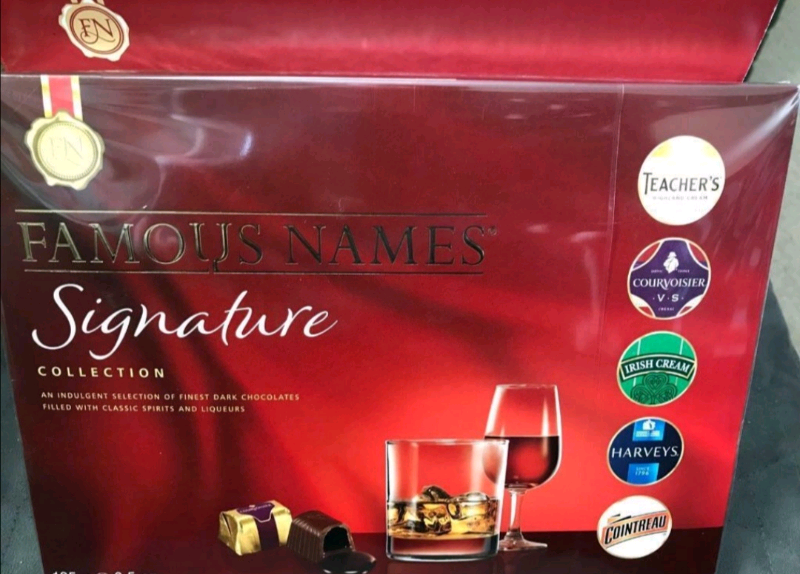 FN
FN
FAMOUS NAMES
Signature
COLLECTION
AN INDULGENT SELECTION OF FINEST DARK CHOCOLATES
FILLED WITH CLASSIC SPIRITS AND LIQUEURS
TEACHER'S
COURVOISIER
V·S
IRISH CREAM
HARVEYS
1796
COINTREAU